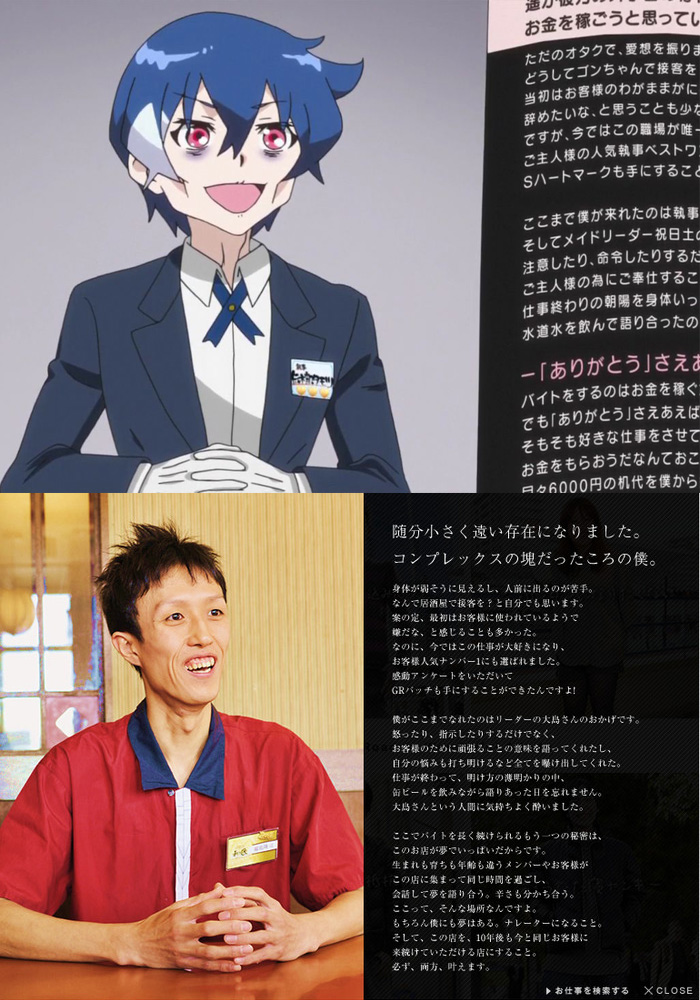 お金を稼ごうと思ってい
ただのオタクで、愛想を振りま
どうしてゴンちゃんで接客を
当初はお客様のわがままがに
辞めたいな、と思うことも少な
ですが、今ではこの職場が唯一
ご主人様の人気執事ベストワ
Sハートマークも手にすること
ここまで僕が来れたのは執事
そしてメイドリーダー祝日土の
注意したり、命令したりするだ
ご主人様の為にご奉仕するこ
仕事終わりの朝陽を身体いっ
水道水を飲んで語り合ったの
ー「ありがとう」さえあ
バイトをするのはお金を稼ぐ
でも「ありがとう」さえあえば
そもそも好きな仕事をさせて
お金をもらおうだなんておこ
日々6000円の机代を僕から
随分小さく遠い存在になりました。
コンプレックスの塊だったころの僕。
身体が弱そうに見えるし、人前に出るのが苦手。
なんで居酒屋で接客を？と自分でも思います。
案の定、最初はお客様に使われているようで
嫌だな、と感じることも多かった。
なのに、今ではこの仕事が大好きになり、
お客様人気ナンバー1にも選ばれました。
感動アンケートをいただいて
GRバッチも手にすることができたんですよ!
僕がここまでなれたのはリーダーの大島さんのおかげです。
怒ったり、指示したりするだけでなく、
お客様のために頑張ることの意味を語ってくれたし、
自分の悩みも打ち明けるなど全てを曝け出してくれた。
仕事が終わって、明け方の薄明かりの中、
缶ビールを飲みながら語りあった日を忘れません。
大島さんという人間に気持ちよく酔いました。
ここでバイトを長く続けられるもう一つの秘密は、
このお店が夢でいっぱいだからです。
生まれも育ちも年齢も違うメンバーやお客様が
この店に集まって同じ時間を過ごし、
会話して夢を語り合う。辛さも分かち合う。
ここって、そんな場所なんですよ。
もちろん僕にも夢はある。ナレーターになること。
そして、この店を、10年後も今と同じお客様に
来続けていただける店にすること。
必ず、両方、叶えます。
▶お仕事を検索する ×CLOSE